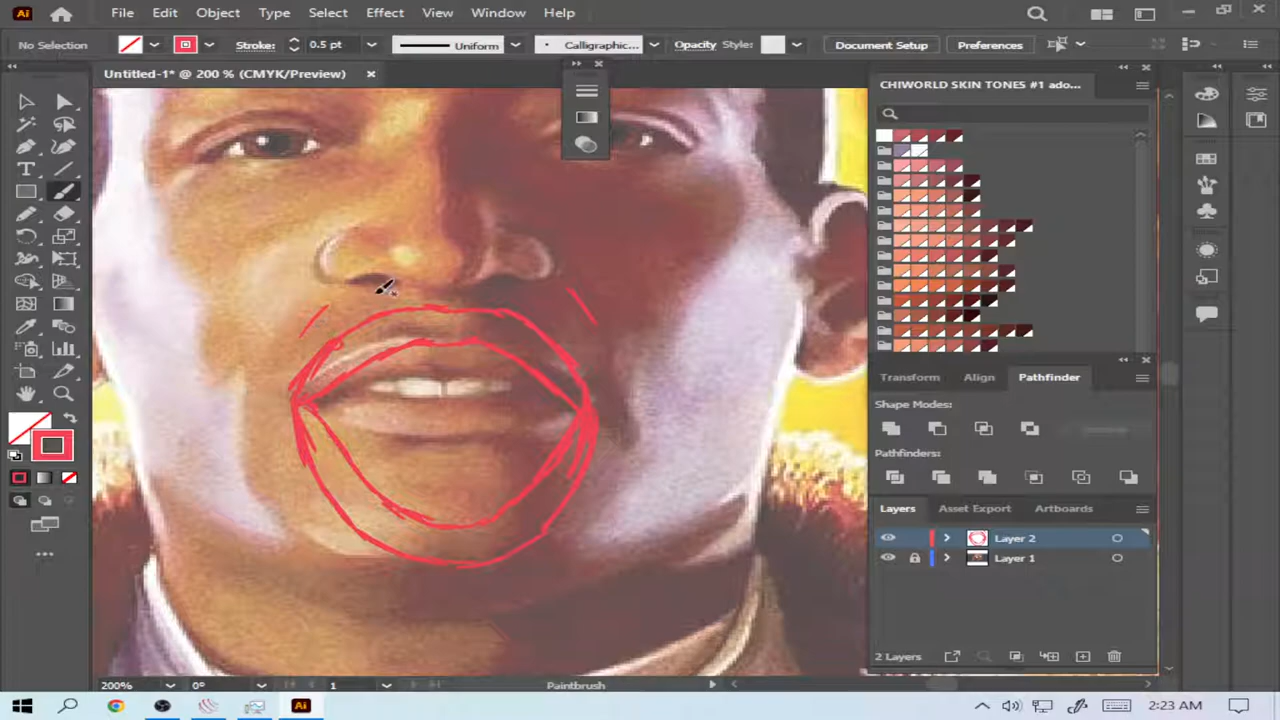 Ai File Edit Object Type Select Effect View Window Help
No Selection Stroke: 0.5 pt Uniform Calligraphic... Opacity Style: Document Setup Preferences
Untitled-1* @ 200 % (CMYK/Preview)
CHIWORLD SKIN TONES #1 ado...
Transform Align Pathfinder
Shape Modes:
Pathfinders:
Layers Asset Export Artboards
Layer 2
Layer 1
2 Layers
200% 0° 1 Paintbrush
Ai 2:23 AM